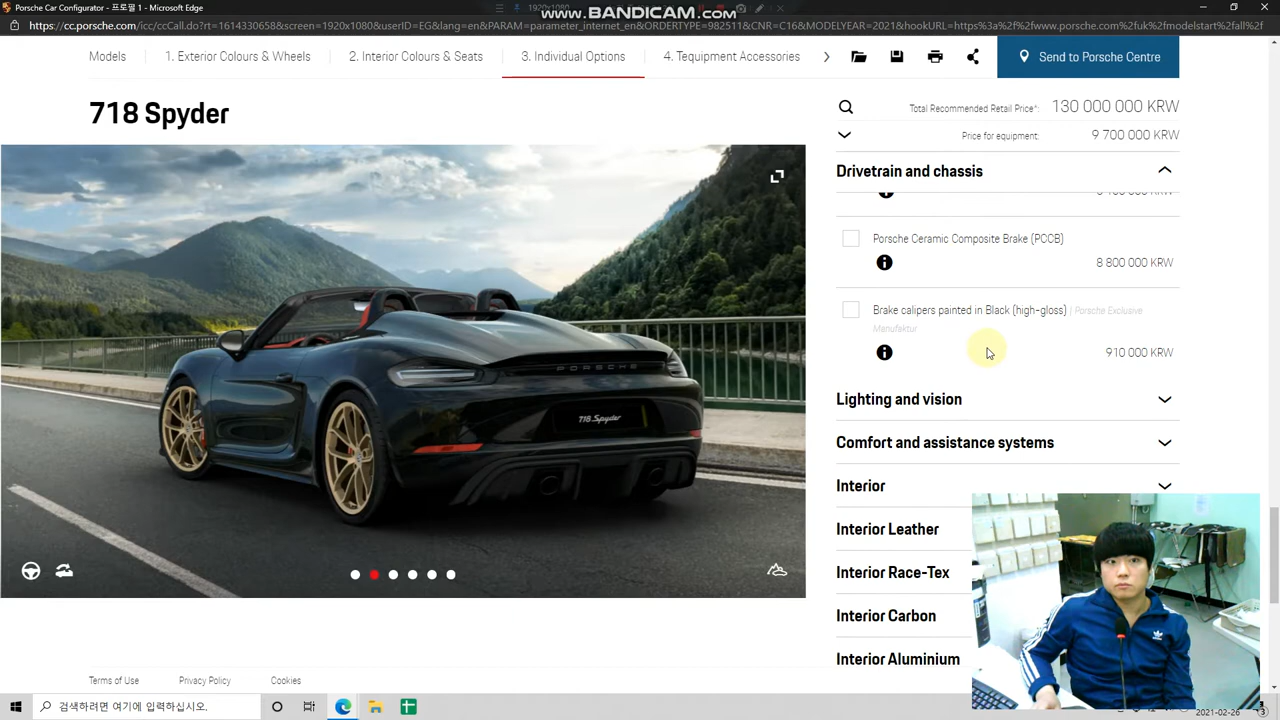 Porsche Car Configurator - 프로필 1 - Microsoft Edge
1920x1080
www.BANDICAM.com
https://cc.porsche.com/icc/ccCall.do?rt=1614330658&screen=1920x1080&userID=EG&lang=en&PARAM=parameter_internet_en&ORDERTYPE=982511&CNR=C16&MODELYEAR=2021&hookURL=https%3a%2f%2fwww.porsche.com%2fuk%2fmodelstart%2fall%2f
Models
1. Exterior Colours & Wheels
2. Interior Colours & Seats
3. Individual Options
4. Tequipment Accessories
Send to Porsche Centre
718 Spyder
Total Recommended Retail Price*: 130 000 000 KRW
Price for equipment: 9 700 000 KRW
Drivetrain and chassis
Porsche Ceramic Composite Brake (PCCB)
8 800 000 KRW
Brake calipers painted in Black (high-gloss) | Porsche Exclusive
Manufaktur
910 000 KRW
Lighting and vision
Comfort and assistance systems
Interior
Interior Leather
Interior Race-Tex
Interior Carbon
Interior Aluminium
PORSCHE
718 Spyder
Terms of Use
Privacy Policy
Cookies
검색하려면 여기에 입력하십시오.
2021-02-26
3